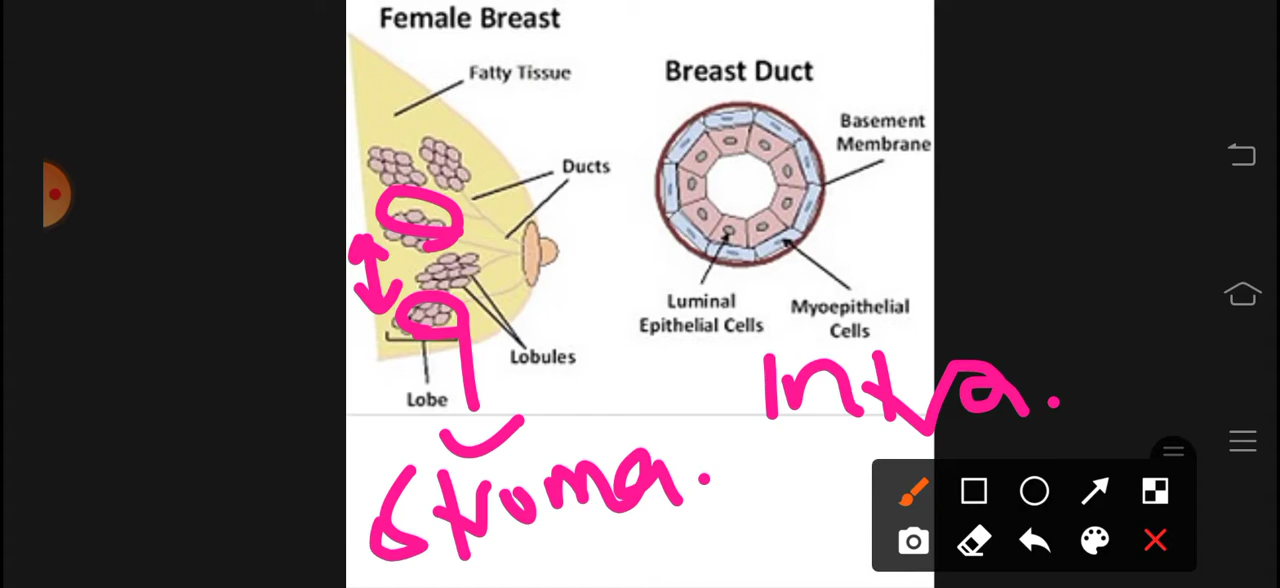 Female Breast
Fatty Tissue
Breast Duct
Basement
Membrane
Ducts
Luminal
Epithelial Cells
Myoepithelial
Cells
Lobules
Lobe
Intra.
Stroma.